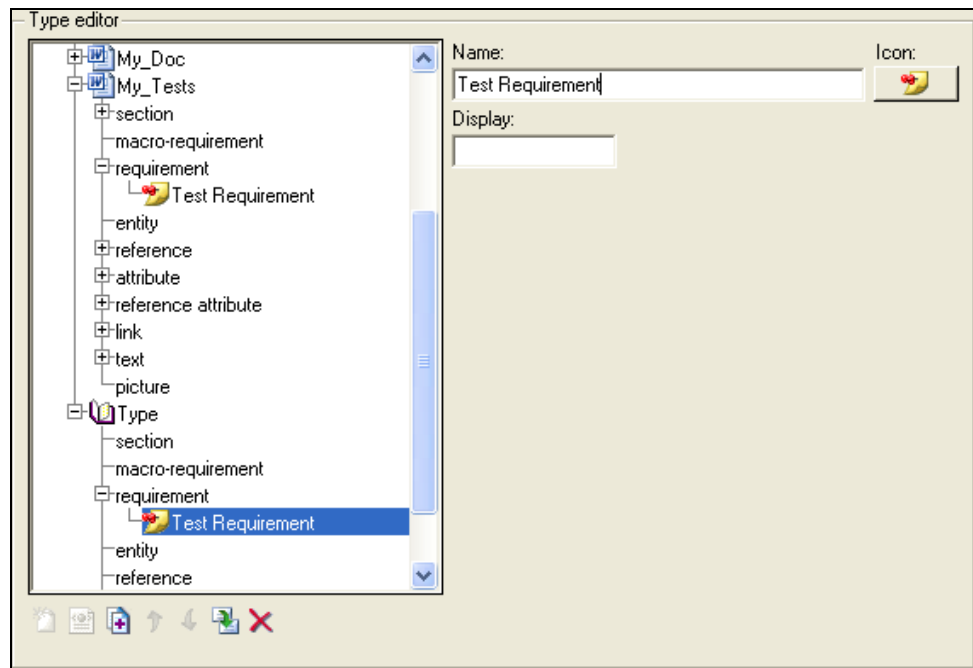 Type editor
My_Doc
My_Tests
section
macro-requirement
requirement
Test Requirement
entity
reference
attribute
reference attribute
link
text
picture
Type
section
macro-requirement
requirement
Test Requirement
entity
reference
Name:
Icon:
Test Requirement
Display: